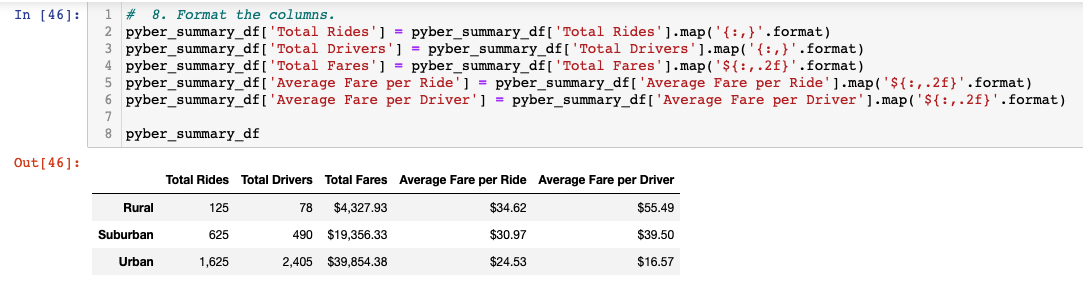 In [46]:
1 #  8. Format the columns.
2 pyber_summary_df['Total Rides'] = pyber_summary_df['Total Rides'].map('{:,}'.format)
3 pyber_summary_df['Total Drivers'] = pyber_summary_df['Total Drivers'].map('{:,}'.format)
4 pyber_summary_df['Total Fares'] = pyber_summary_df['Total Fares'].map('${:,.2f}'.format)
5 pyber_summary_df['Average Fare per Ride'] = pyber_summary_df['Average Fare per Ride'].map('${:,.2f}'.format)
6 pyber_summary_df['Average Fare per Driver'] = pyber_summary_df['Average Fare per Driver'].map('${:,.2f}'.format)
7
8 pyber_summary_df
Out[46]:
Total Rides Total Drivers Total Fares Average Fare per Ride Average Fare per Driver
Rural 125 78 $4,327.93 $34.62 $55.49
Suburban 625 490 $19,356.33 $30.97 $39.50
Urban 1,625 2,405 $39,854.38 $24.53 $16.57